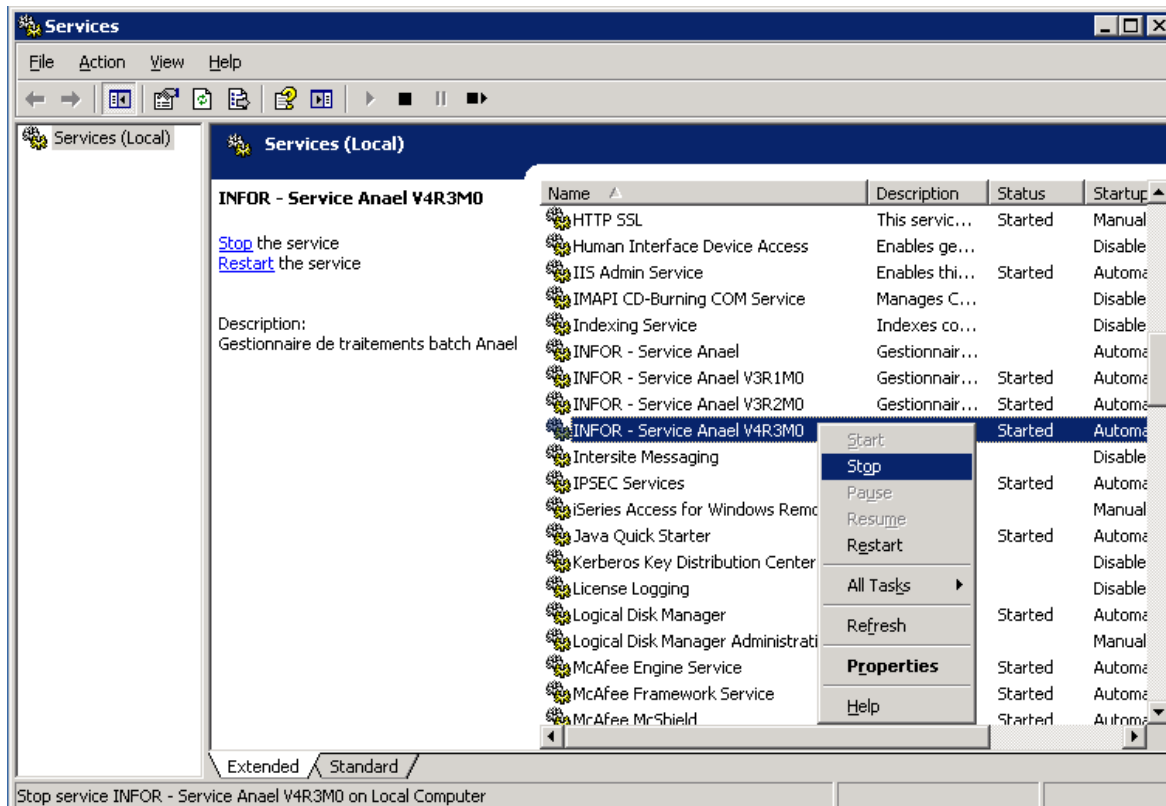 Services
File Action View Help
Services (Local)
Services (Local)
INFOR - Service Anael V4R3M0
Stop the service
Restart the service
Description:
Gestionnaire de traitements batch Anael
Name Description Status Startup
HTTP SSL This servic... Started Manual
Human Interface Device Access Enables ge... Disable
IIS Admin Service Enables thi... Started Automa
IMAPI CD-Burning COM Service Manages C... Disable
Indexing Service Indexes co... Disable
INFOR - Service Anael Gestionnair... Automa
INFOR - Service Anael V3R1M0 Gestionnair... Started Automa
INFOR - Service Anael V3R2M0 Gestionnair... Started Automa
INFOR - Service Anael V4R3M0 Started Automa
Intersite Messaging Disable
IPSEC Services Started Automa
iSeries Access for Windows Remo Manual
Java Quick Starter Started Automa
Kerberos Key Distribution Center Disable
License Logging Disable
Logical Disk Manager Started Automa
Logical Disk Manager Administrati Manual
McAfee Engine Service Started Automa
McAfee Framework Service Started Automa
McAfee McShield Started Automa
Start
Stop
Pause
Resume
Restart
All Tasks
Refresh
Properties
Help
Extended Standard
Stop service INFOR - Service Anael V4R3M0 on Local Computer